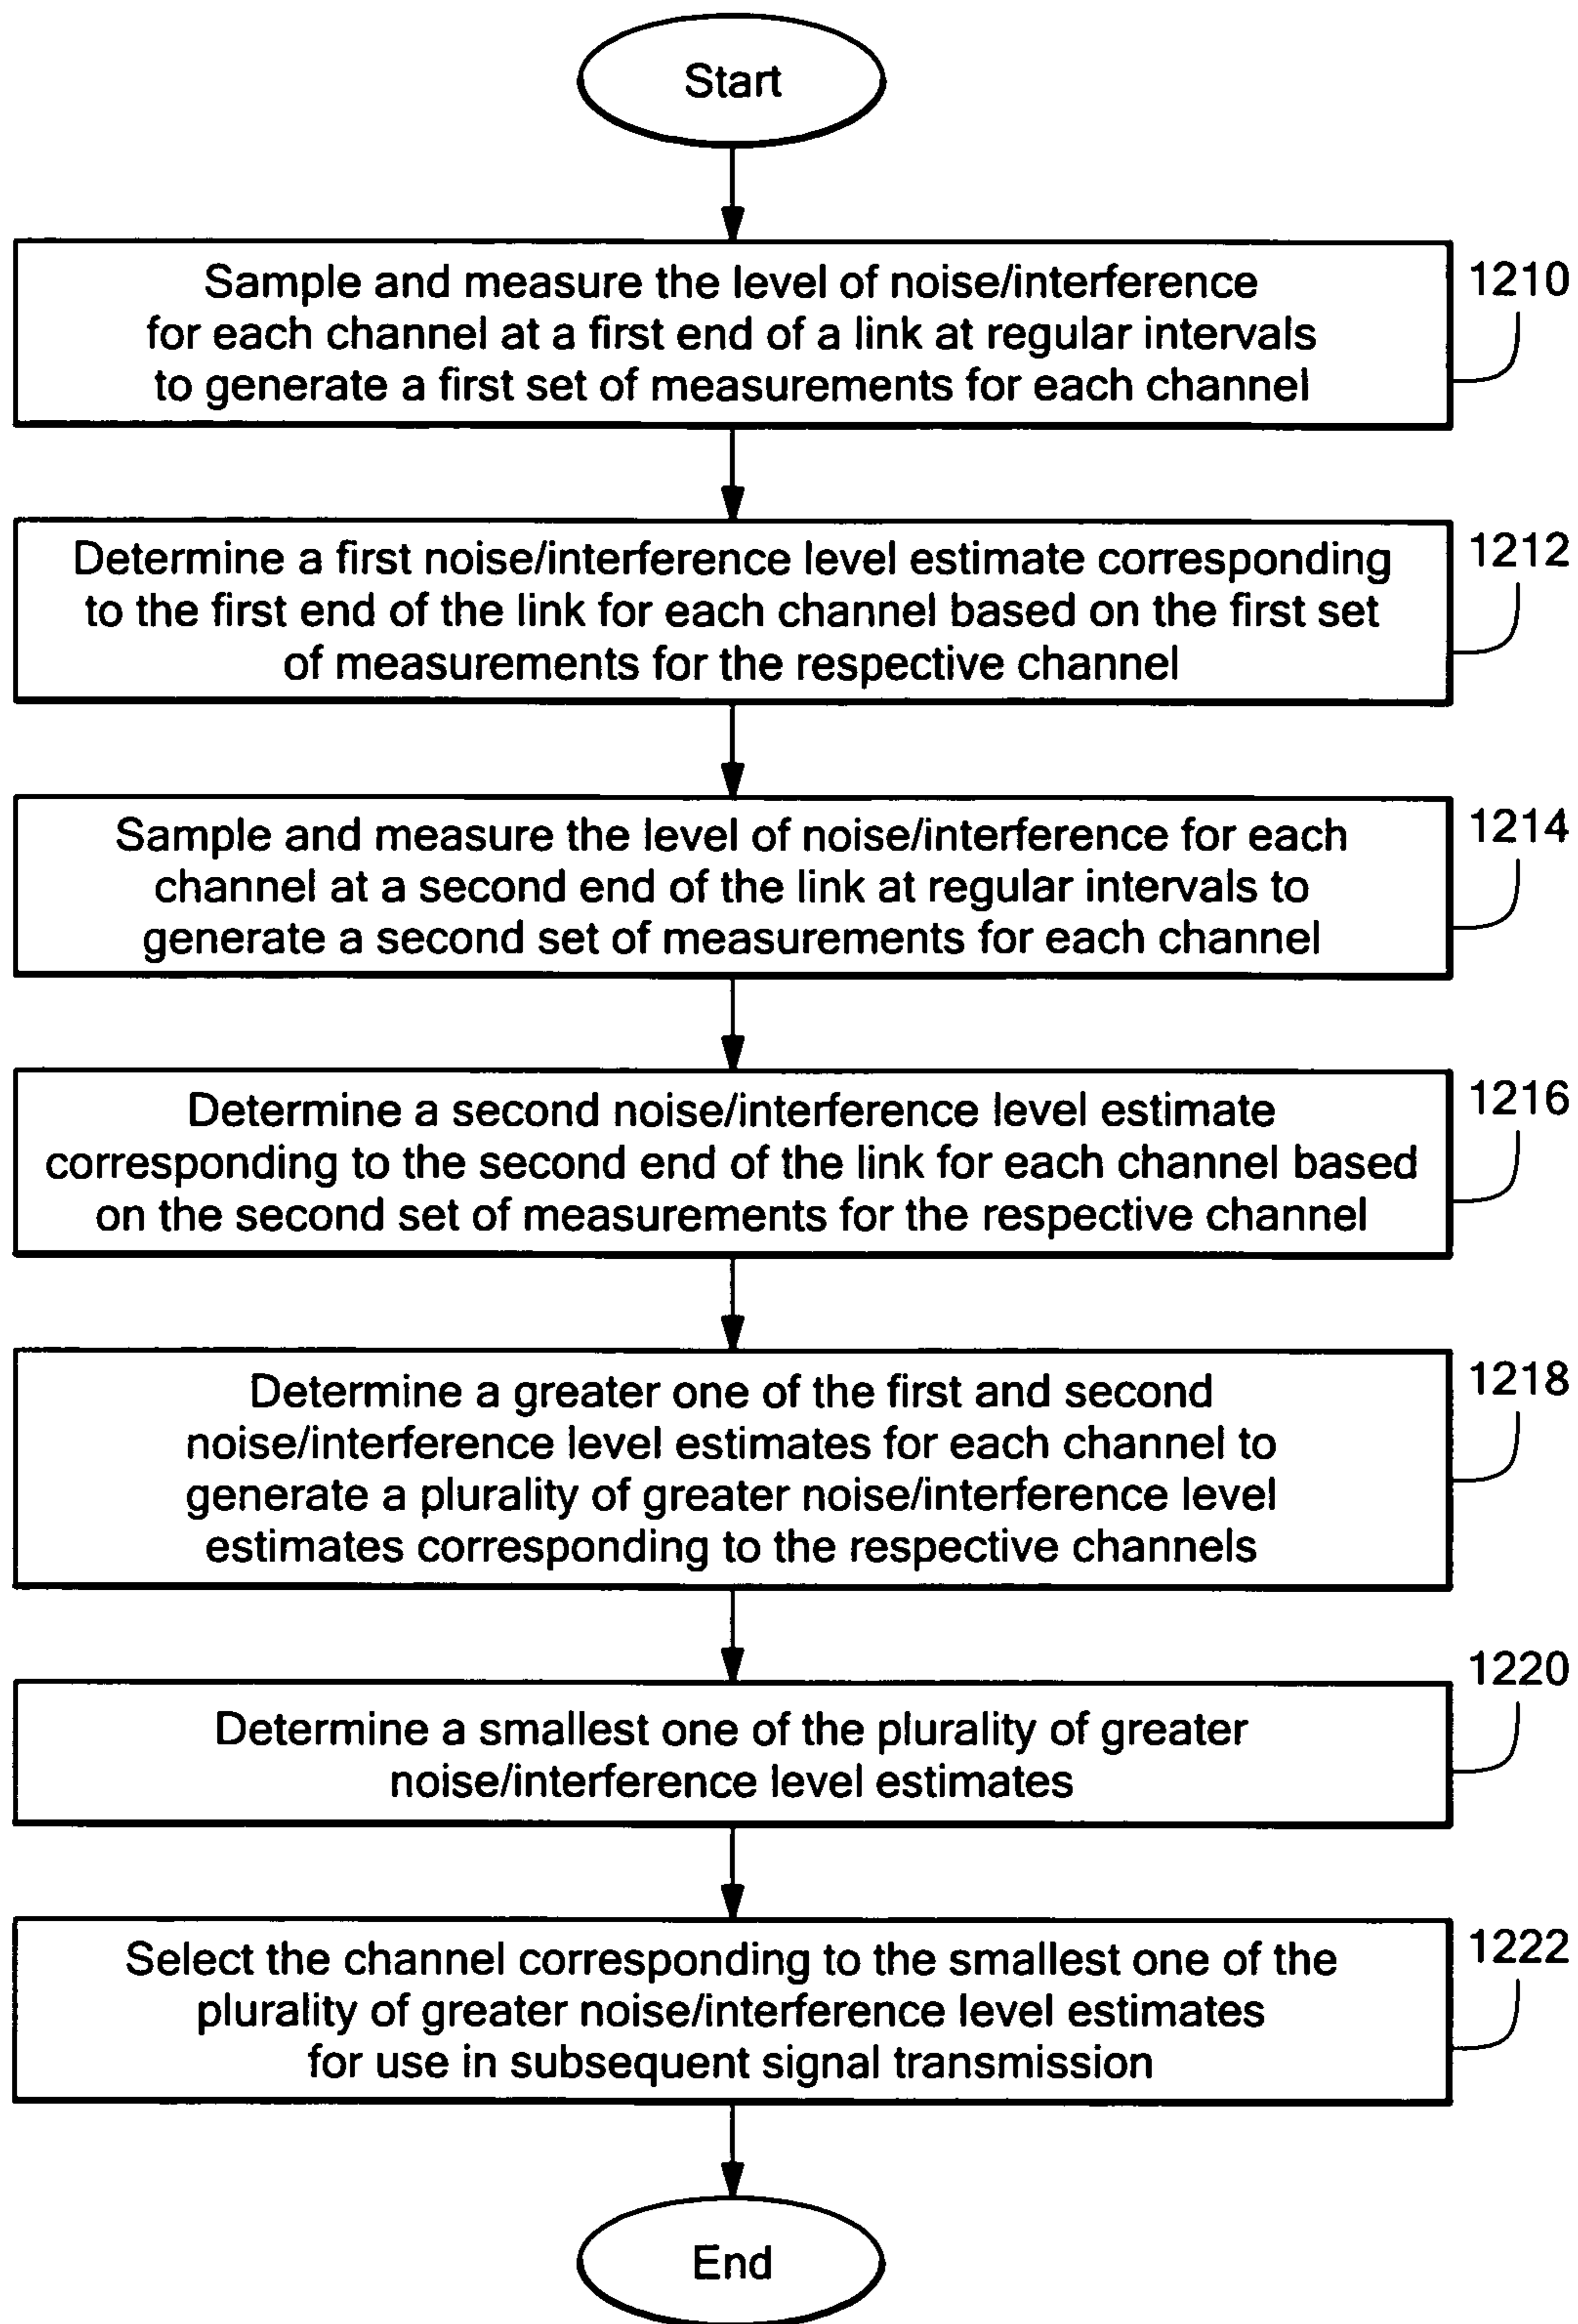 Start
Sample and measure the level of noise/interference
for each channel at a first end of a link at regular intervals
to generate a first set of measurements for each channel
1210
Determine a first noise/interference level estimate corresponding
to the first end of the link for each channel based on the first set
of measurements for the respective channel
1212
Sample and measure the level of noise/interference for each
channel at a second end of the link at regular intervals to
generate a second set of measurements for each channel
1214
Determine a second noise/interference level estimate
corresponding to the second end of the link for each channel based
on the second set of measurements for the respective channel
1216
Determine a greater one of the first and second
noise/interference level estimates for each channel to
generate a plurality of greater noise/interference level
estimates corresponding to the respective channels
1218
Determine a smallest one of the plurality of greater
noise/interference level estimates
1220
Select the channel corresponding to the smallest one of the
plurality of greater noise/interference level estimates
for use in subsequent signal transmission
1222
End